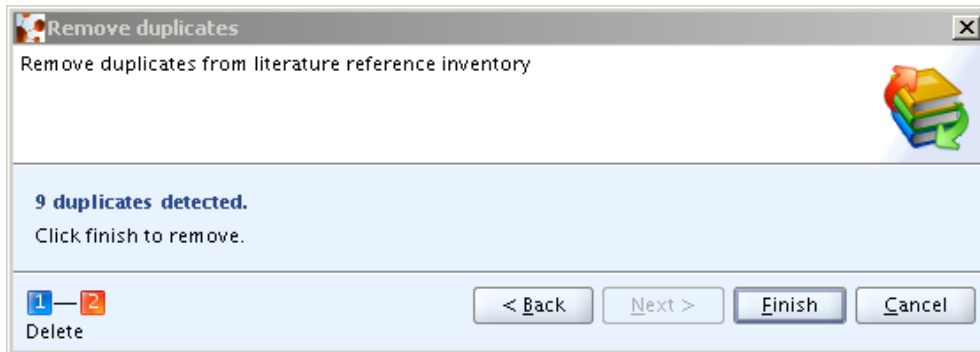 Remove duplicates
Remove duplicates from literature reference inventory
9 duplicates detected.
Click finish to remove.
1 2
Delete
< Back Next > Finish Cancel